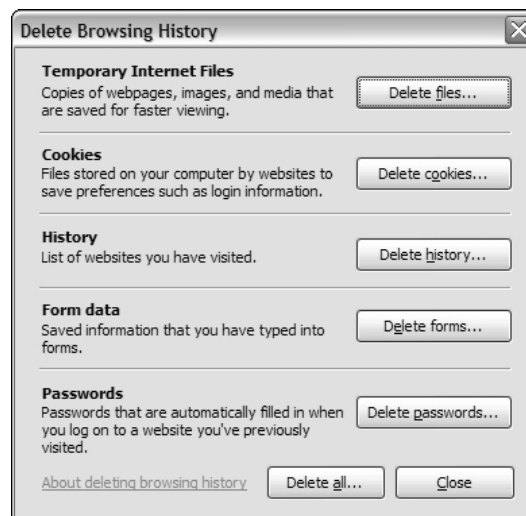 Delete Browsing History
Temporary Internet Files
Copies of webpages, images, and media that
are saved for faster viewing.
Delete files...
Cookies
Files stored on your computer by websites to
save preferences such as login information.
Delete cookies...
History
List of websites you have visited.
Delete history...
Form data
Saved information that you have typed into
forms.
Delete forms...
Passwords
Passwords that are automatically filled in when
you log on to a website you've previously
visited.
Delete passwords...
About deleting browsing history
Delete all...
Close